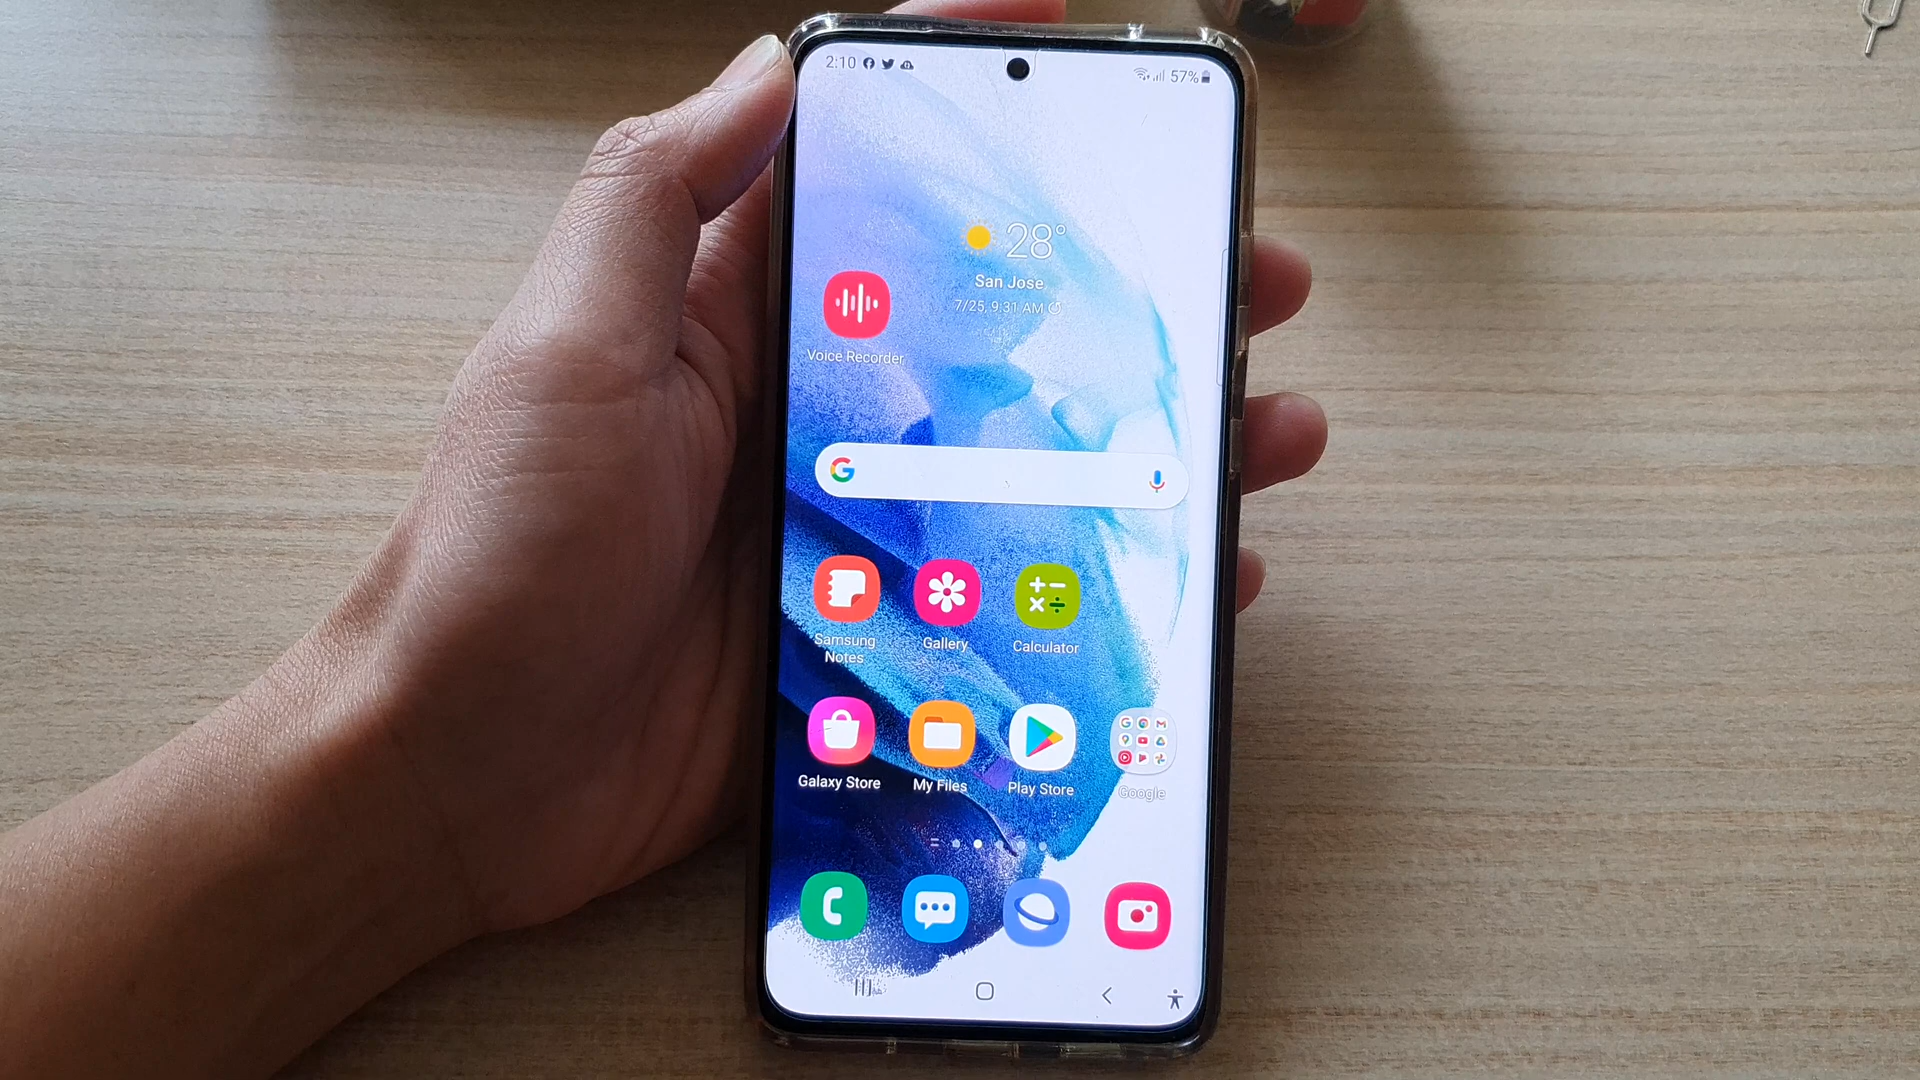 2:10
57%
28°
San Jose,
7/25, 9:31 AM
Voice Recorder
Samsung
Notes
Gallery
Calculator
Galaxy Store
My Files
Play Store
Google